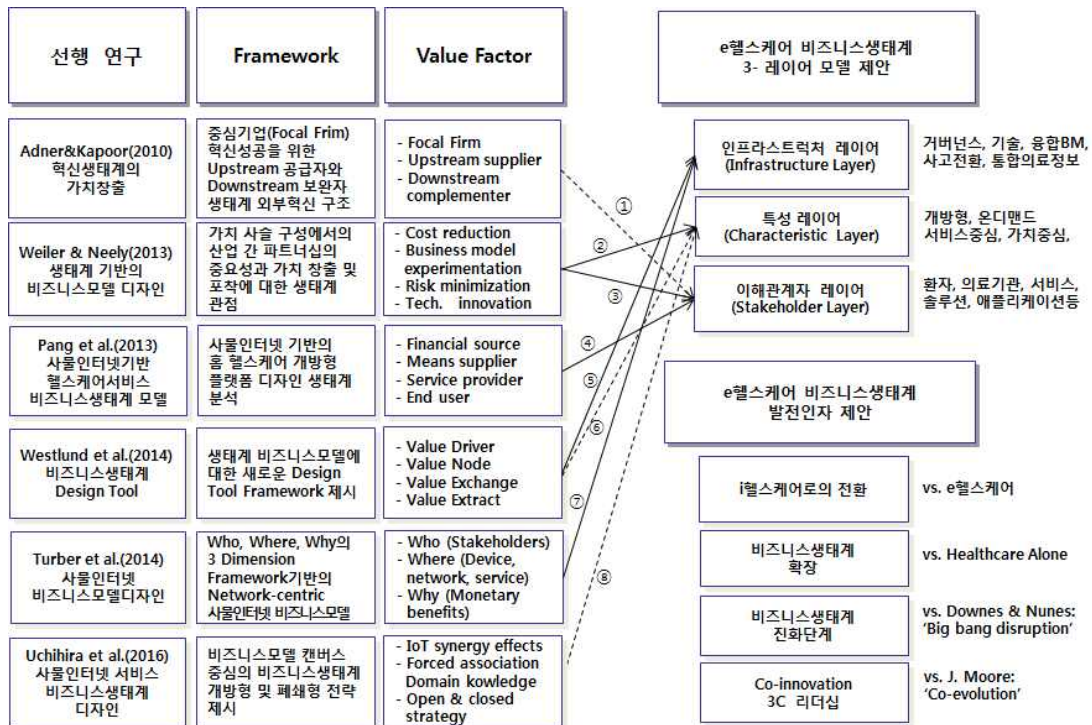 선행 연구
Framework
Value Factor
Adner&Kapoor(2010)
혁신생태계의
가치창출
중심기업(Focal Frim)
혁신성공을 위한
Upstream 공급자와
Downstream 보완자
생태계 외부혁신 구조
- Focal Firm
- Upstream supplier
- Downstream
complementer
Weiler & Neely(2013)
생태계 기반의
비즈니스모델 디자인
가치 사슬 구성에서의
산업 간 파트너십의
중요성과 가치 창출 및
포착에 대한 생태계
관점
- Cost reduction
- Business model
experimentation
- Risk minimization
- Tech. innovation
Pang et al.(2013)
사물인터넷기반
헬스케어서비스
비즈니스생태계 모델
사물인터넷 기반의
홈 헬스케어 개방형
플랫폼 디자인 생태계
분석
- Financial source
- Means supplier
- Service provider
- End user
Westlund et al.(2014)
비즈니스생태계
Design Tool
생태계 비즈니스모델에
대한 새로운 Design
Tool Framework 제시
- Value Driver
- Value Node
- Value Exchange
- Value Extract
Turber et al.(2014)
사물인터넷
비즈니스모델디자인
Who, Where, Why의
3 Dimension
Framework기반의
Network-centric
사물인터넷 비즈니스모델
- Who (Stakeholders)
- Where (Device,
network, service)
- Why (Monetary
benefits)
Uchihira et al.(2016)
사물인터넷 서비스
비즈니스생태계
디자인
비즈니스모델 캔버스
중심의 비즈니스생태계
개방형 및 폐쇄형 전략
제시
- IoT synergy effects
- Forced association
Domain kowledge
- Open & closed
strategy
①
②
③
④
⑤
⑥
⑦
⑧
e헬스케어 비즈니스생태계
3- 레이어 모델 제안
인프라스트럭처 레이어
(Infrastructure Layer)
거버넌스, 기술, 융합BM,
사고전환, 통합의료정보
특성 레이어
(Characteristic Layer)
개방형, 온디맨드
서비스중심, 가치중심,
이해관계자 레이어
(Stakeholder Layer)
환자, 의료기관, 서비스,
솔루션, 애플리케이션등
e헬스케어 비즈니스생태계
발전인자 제안
i헬스케어로의 전환
vs. e헬스케어
비즈니스생태계
확장
vs. Healthcare Alone
비즈니스생태계
진화단계
vs. Downes & Nunes:
‘Big bang disruption’
Co-innovation
3C 리더십
vs. J. Moore:
‘Co-evolution’